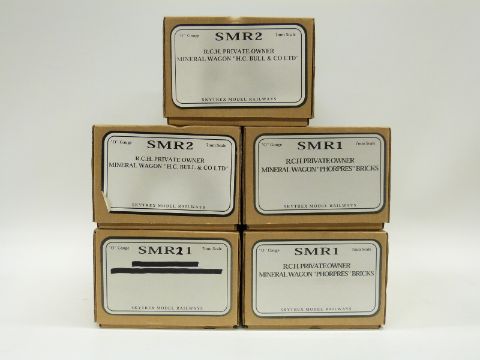 "O" Gauge SMR2 7mm Scale
R.C.H. PRIVATE OWNER
MINERAL WAGON "H.C. BULL & CO LTD"
SKYTREX MODEL RAILWAYS
"O" Gauge SMR2 7mm Scale
R.C.H. PRIVATE OWNER
MINERAL WAGON "H.C. BULL & CO LTD"
SKYTREX MODEL RAILWAYS
"O" Gauge SMR1 7mm Scale
R.C.H PRIVATE OWNER
MINERAL WAGON "PHORPRES" BRICKS
SKYTREX MODEL RAILWAYS
"O" Gauge SMR21 7mm Scale
SKYTREX MODEL RAILWAYS
"O" Gauge SMR1 7mm Scale
R.C.H PRIVATE OWNER
MINERAL WAGON "PHORPRES" BRICKS
SKYTREX MODEL RAILWAYS